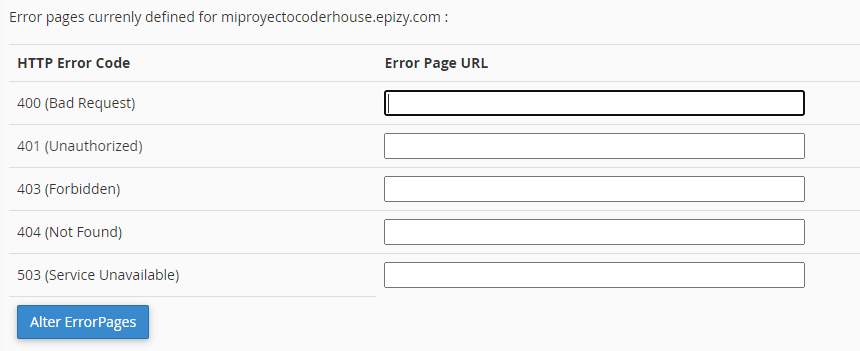 Error pages currenly defined for miproyectocoderhouse.epizy.com :
HTTP Error Code Error Page URL
400 (Bad Request)
401 (Unauthorized)
403 (Forbidden)
404 (Not Found)
503 (Service Unavailable)
Alter ErrorPages